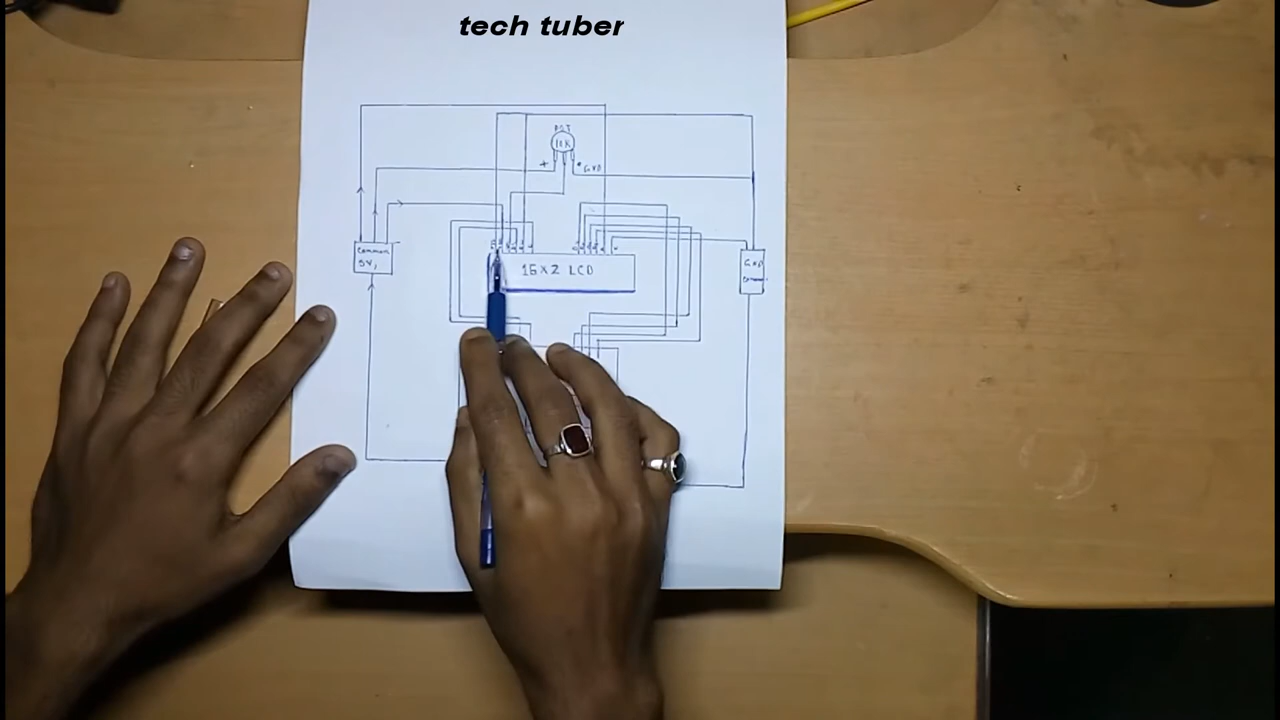 tech tuber
POT
10K
GND
Common
5V,
16X2 LCD
GND